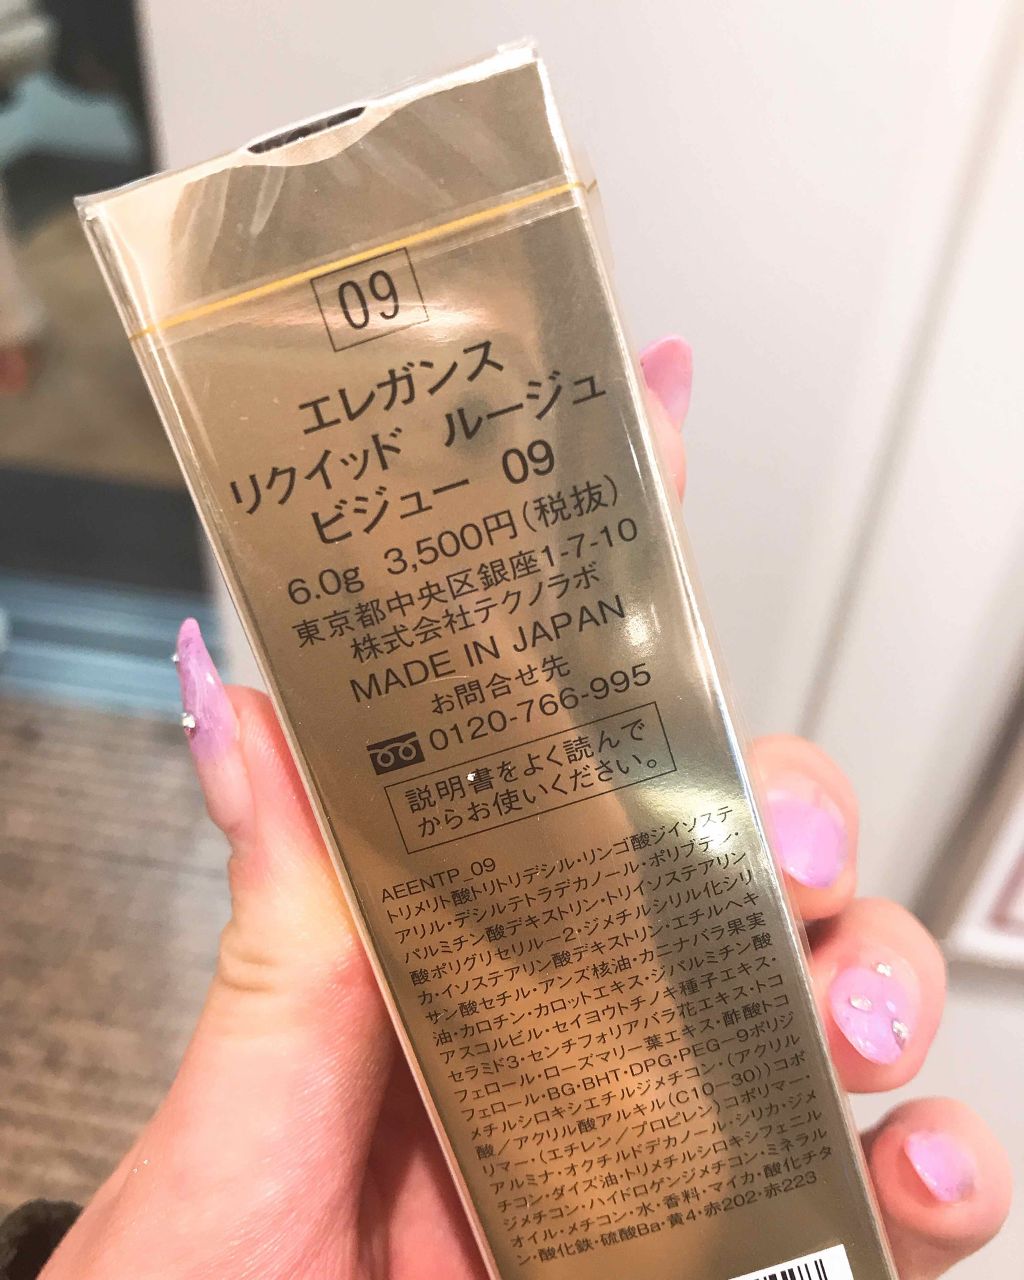 09
エレガンス
リクイッド ルージュ
ビジュー 09
6.0g 3,500円(税抜)
東京都中央区銀座1-7-10
株式会社テクノラボ
MADE IN JAPAN
お問合せ先
0120-766-995
説明書をよく読んで
からお使いください。
AEENTP_09
トリメリト酸トリトリデシル・リンゴ酸ジイソステ
アリル・デシルテトラデカノール・ポリブテン・
パルミチン酸デキストリン・トリイソステアリン
酸ポリグリセリル－2・ジメチルシリル化シリ
カ・イソステアリン酸デキストリン・エチルヘキ
サン酸セチル・アンズ核油・カニナバラ果実
油・カロチン・カロットエキス・ジパルミチン酸
アスコルビル・セイヨウトチノキ種子エキス・
セラミド3・センチフォリアバラ花エキス・トコ
フェロール・ローズマリー葉エキス・酢酸トコ
フェロール・BG・BHT・DPG・PEG－9ポリジ
メチルシロキシエチルジメチコン・(アクリル
酸／アクリル酸アルキル(C10－30))コポ
リマー・(エチレン／プロピレン)コポリマー・
アルミナ・オクチルドデカノール・シリカ・ジメ
チコン・ダイズ油・トリメチルシロキシフェニル
ジメチコン・ハイドロゲンジメチコン・ミネラル
オイル・メチコン・水・香料・マイカ・酸化チタ
ン・酸化鉄・硫酸Ba・黄4・赤202・赤223